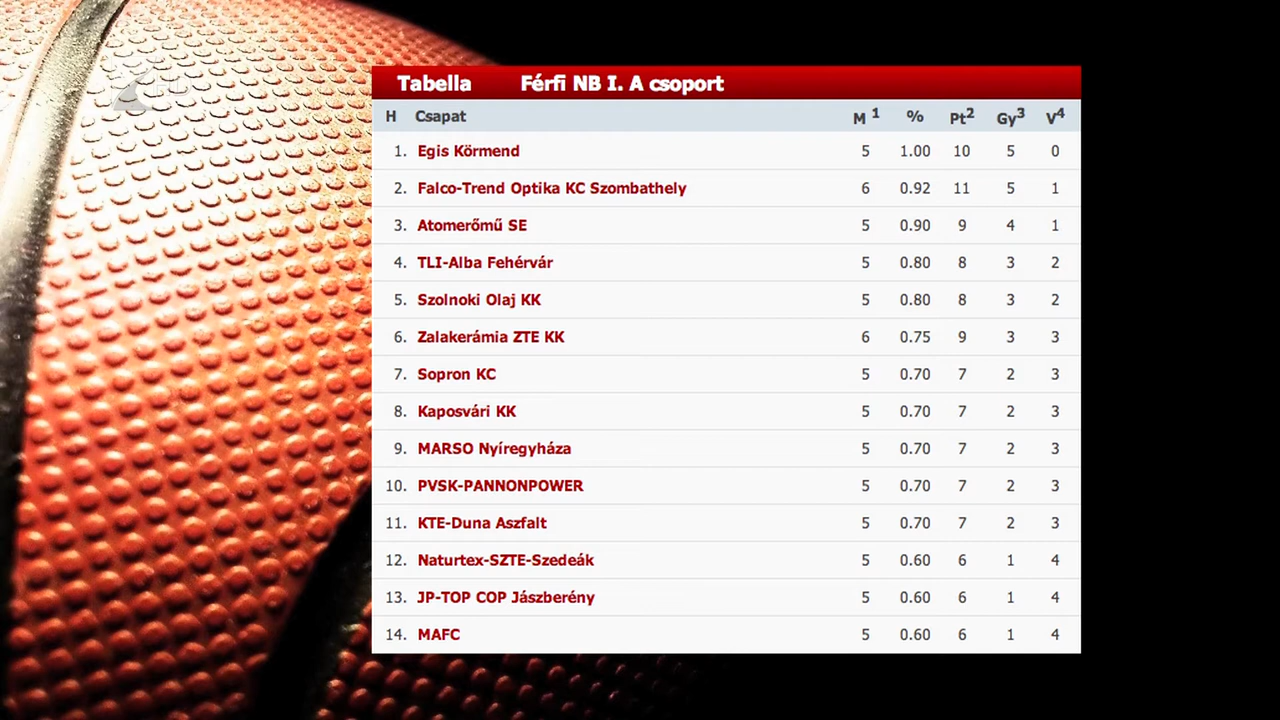 Tabella Férfi NB I. A csoport
H Csapat M 1 % Pt2 Gy3 V4
1. Egis Körmend 5 1.00 10 5 0
2. Falco-Trend Optika KC Szombathely 6 0.92 11 5 1
3. Atomerőmű SE 5 0.90 9 4 1
4. TLI-Alba Fehérvár 5 0.80 8 3 2
5. Szolnoki Olaj KK 5 0.80 8 3 2
6. Zalakerámia ZTE KK 6 0.75 9 3 3
7. Sopron KC 5 0.70 7 2 3
8. Kaposvári KK 5 0.70 7 2 3
9. MARSO Nyíregyháza 5 0.70 7 2 3
10. PVSK-PANNONPOWER 5 0.70 7 2 3
11. KTE-Duna Aszfalt 5 0.70 7 2 3
12. Naturtex-SZTE-Szedeák 5 0.60 6 1 4
13. JP-TOP COP Jászberény 5 0.60 6 1 4
14. MAFC 5 0.60 6 1 4